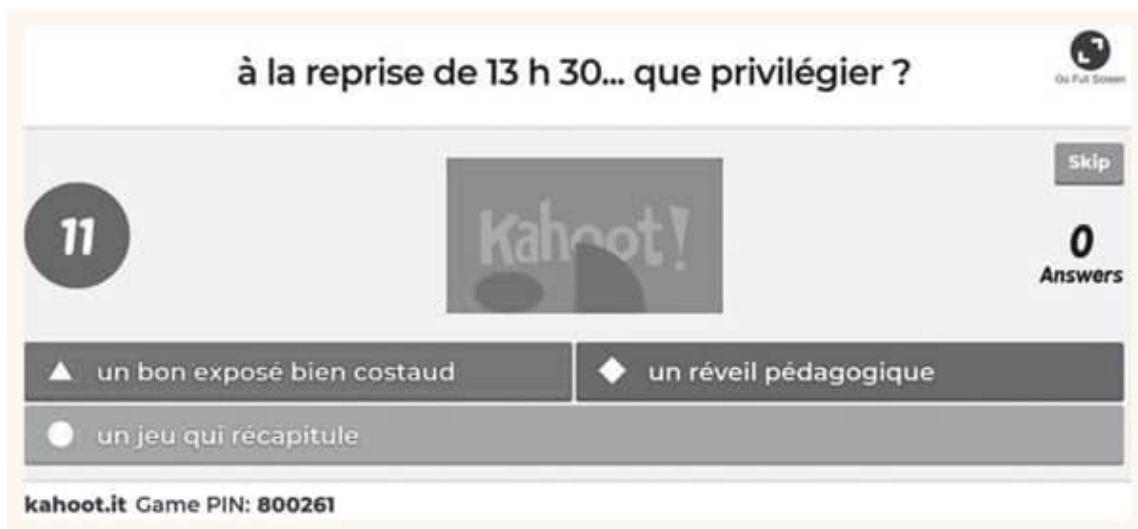 à la reprise de 13 h 30... que privilégier ?
Go Full Screen
Skip
11
Kahoot!
0
Answers
un bon exposé bien costaud
un réveil pédagogique
un jeu qui récapitule
kahoot.it Game PIN: 800261